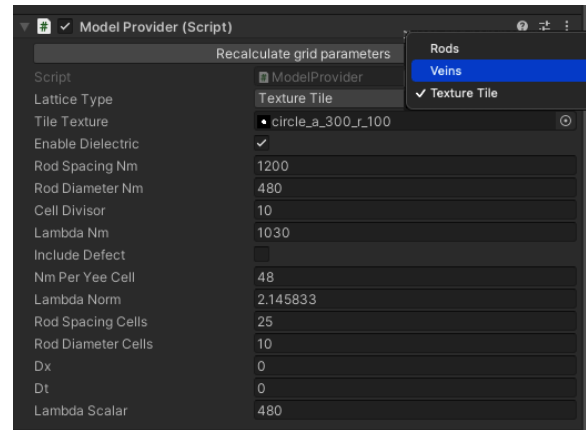 # Model Provider (Script)
Recalculate grid parameters
Rods
Veins
Texture Tile
Script # ModelProvider
Lattice Type Texture Tile
Tile Texture circle_a_300_r_100
Enable Dielectric
Rod Spacing Nm 1200
Rod Diameter Nm 480
Cell Divisor 10
Lambda Nm 1030
Include Defect
Nm Per Yee Cell 48
Lambda Norm 2.145833
Rod Spacing Cells 25
Rod Diameter Cells 10
Dx 0
Dt 0
Lambda Scalar 480